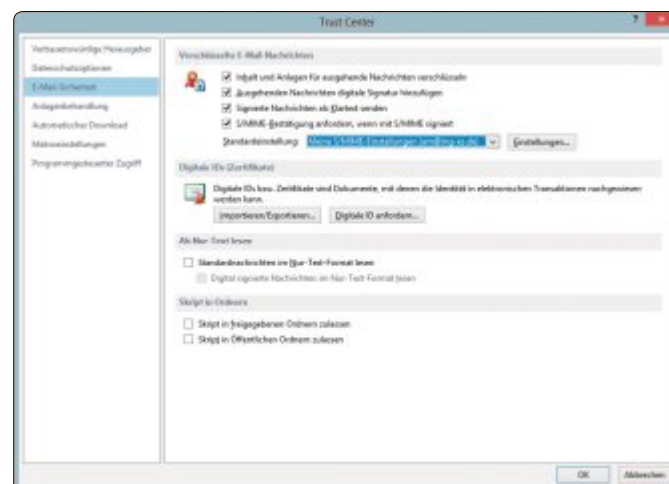 Trust Center
Vertrauenswürdige Herausgeber
Datenschutzoptionen
E-Mail-Sicherheit
Anlagenbehandlung
Automatischer Download
Makroeinstellungen
Programmgesteuerter Zugriff
Verschlüsselte E-Mail-Nachrichten
Inhalt und Anlagen für ausgehende Nachrichten verschlüsseln
Ausgehenden Nachrichten digitale Signatur hinzufügen
Signierte Nachrichten als Klartext senden
S/MIME-Bestätigung anfordern, wenn mit S/MIME signiert
Standardeinstellung: Meine S/MIME-Einstellungen
Einstellungen...
Digitale IDs (Zertifikate)
Digitale IDs bzw. Zertifikate sind Dokumente, mit denen die Identität in elektronischen Transaktionen nachgewiesen
werden kann.
Importieren/Exportieren...
Digitale ID anfordern...
Als Nur-Text lesen
Standardnachrichten im Nur-Text-Format lesen
Digital signierte Nachrichten im Nur-Text-Format lesen
Skript in Ordnern
Skript in freigegebenen Ordnern zulassen
Skript in Öffentlichen Ordnern zulassen
OK
Abbrechen